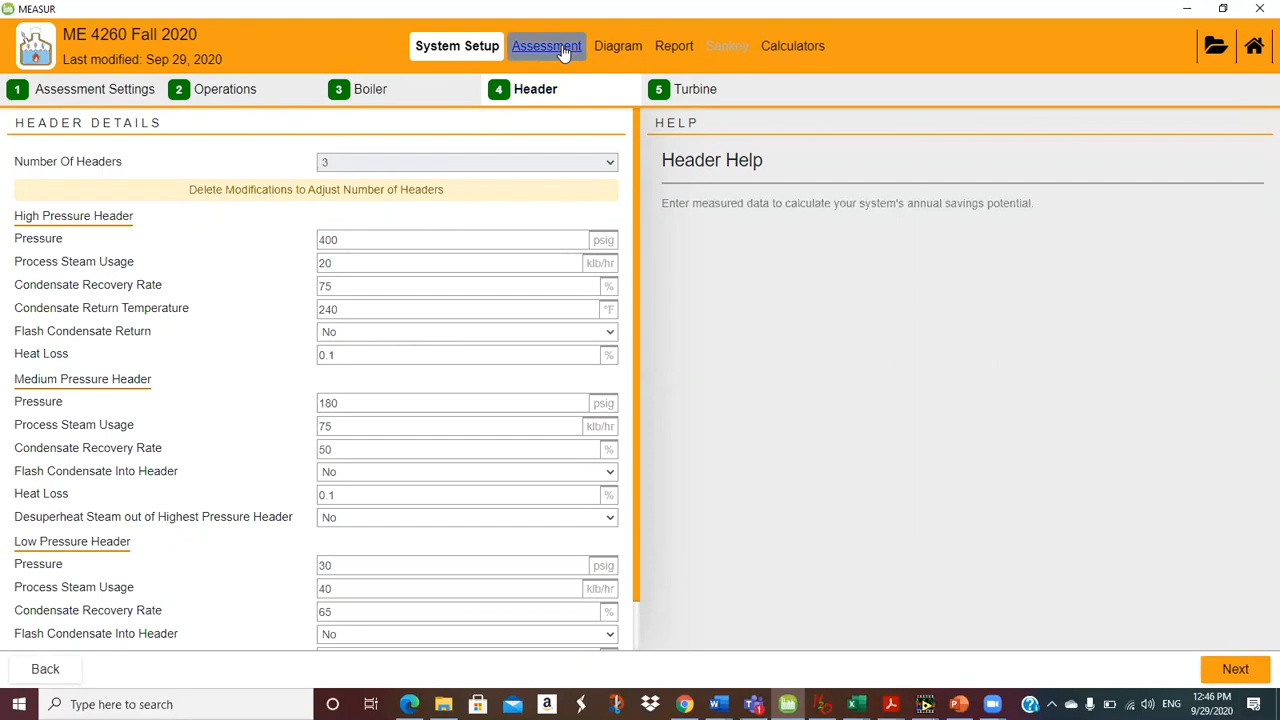 MEASUR
ME 4260 Fall 2020
Last modified: Sep 29, 2020
System Setup Assessment Diagram Report Sankey Calculators
1 Assessment Settings 2 Operations 3 Boiler 4 Header 5 Turbine
HEADER DETAILS
Number Of Headers 3
Delete Modifications to Adjust Number of Headers
High Pressure Header
Pressure 400 psig
Process Steam Usage 20 klb/hr
Condensate Recovery Rate 75 %
Condensate Return Temperature 240 °F
Flash Condensate Return No
Heat Loss 0.1 %
Medium Pressure Header
Pressure 180 psig
Process Steam Usage 75 klb/hr
Condensate Recovery Rate 50 %
Flash Condensate Into Header No
Heat Loss 0.1 %
Desuperheat Steam out of Highest Pressure Header No
Low Pressure Header
Pressure 30 psig
Process Steam Usage 40 klb/hr
Condensate Recovery Rate 65 %
Flash Condensate Into Header No
HELP
Header Help
Enter measured data to calculate your system's annual savings potential.
Back Next
Type here to search
ENG
12:46 PM
9/29/2020